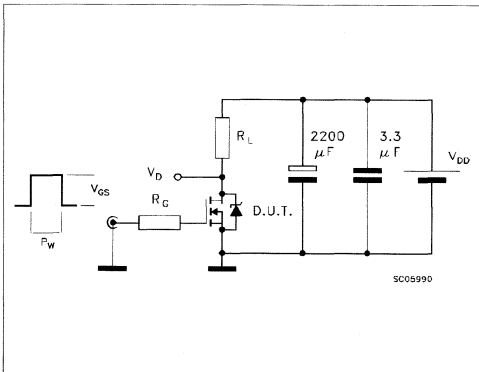 R_L
2200 μF
3.3 μF
V_DD
V_D
V_GS
R_G
D.U.T.
P_W
SC05990